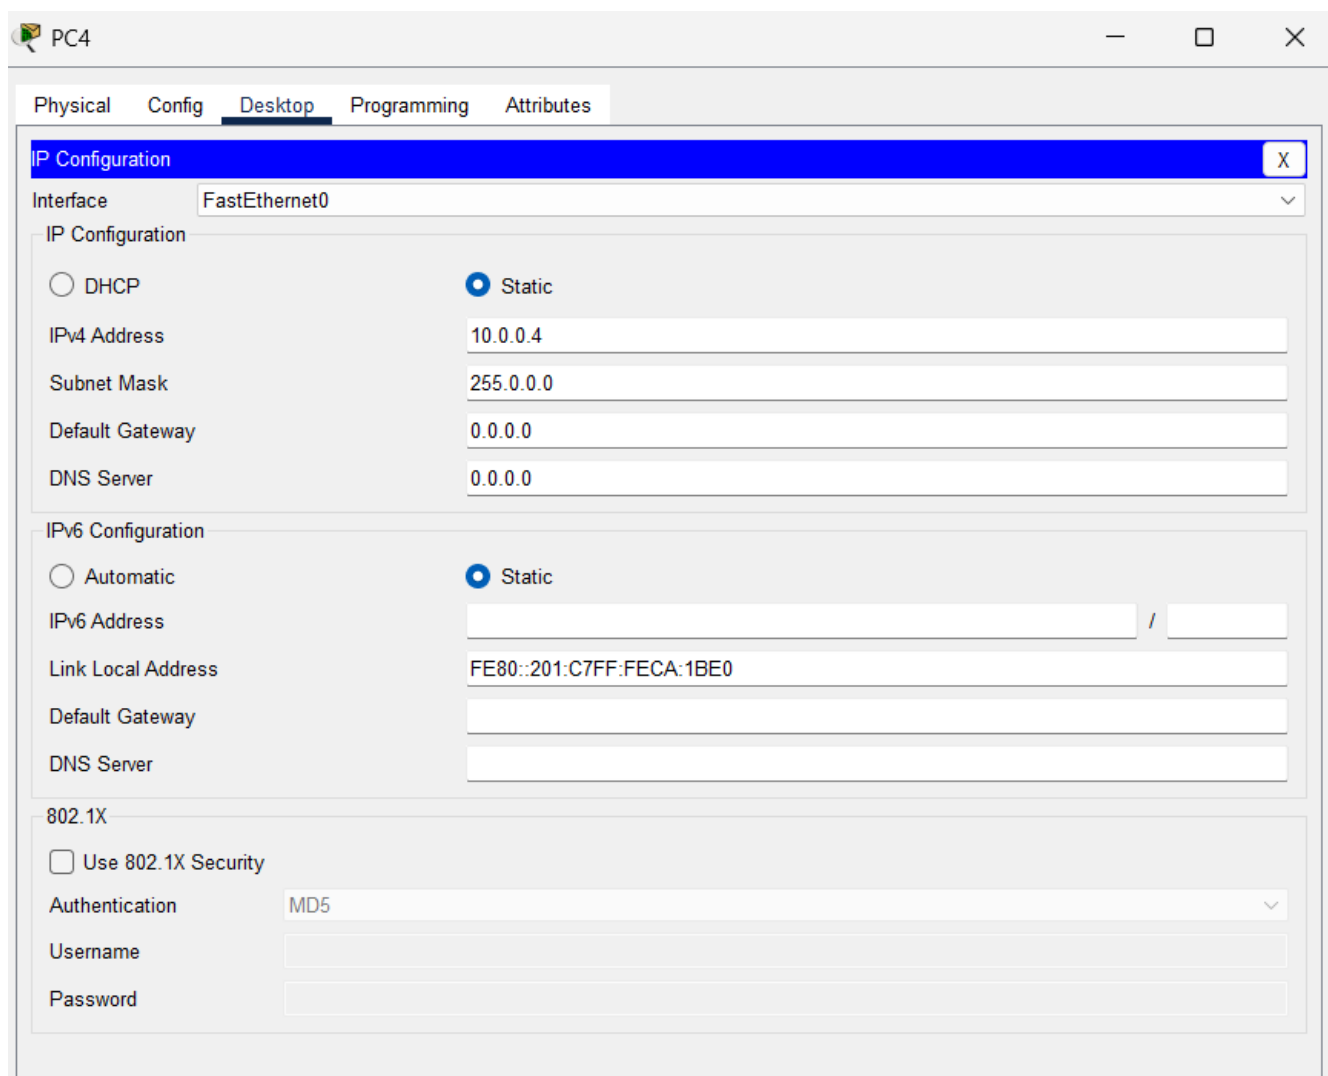 PC4
Physical Config Desktop Programming Attributes
IP Configuration X
Interface FastEthernet0
IP Configuration
DHCP Static
IPv4 Address 10.0.0.4
Subnet Mask 255.0.0.0
Default Gateway 0.0.0.0
DNS Server 0.0.0.0
IPv6 Configuration
Automatic Static
IPv6 Address /
Link Local Address FE80::201:C7FF:FECA:1BE0
Default Gateway
DNS Server
802.1X
Use 802.1X Security
Authentication MD5
Username
Password